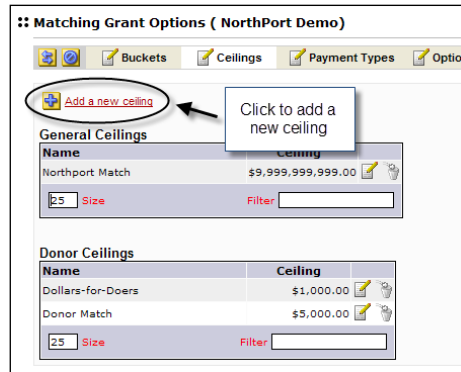 :: Matching Grant Options ( NorthPort Demo)
Buckets Ceilings Payment Types Optio
Add a new ceiling
Click to add a
new ceiling
General Ceilings
Name Ceiling
Northport Match $9,999,999,999.00
25 Size Filter
Donor Ceilings
Name Ceiling
Dollars-for-Doers $1,000.00
Donor Match $5,000.00
25 Size Filter